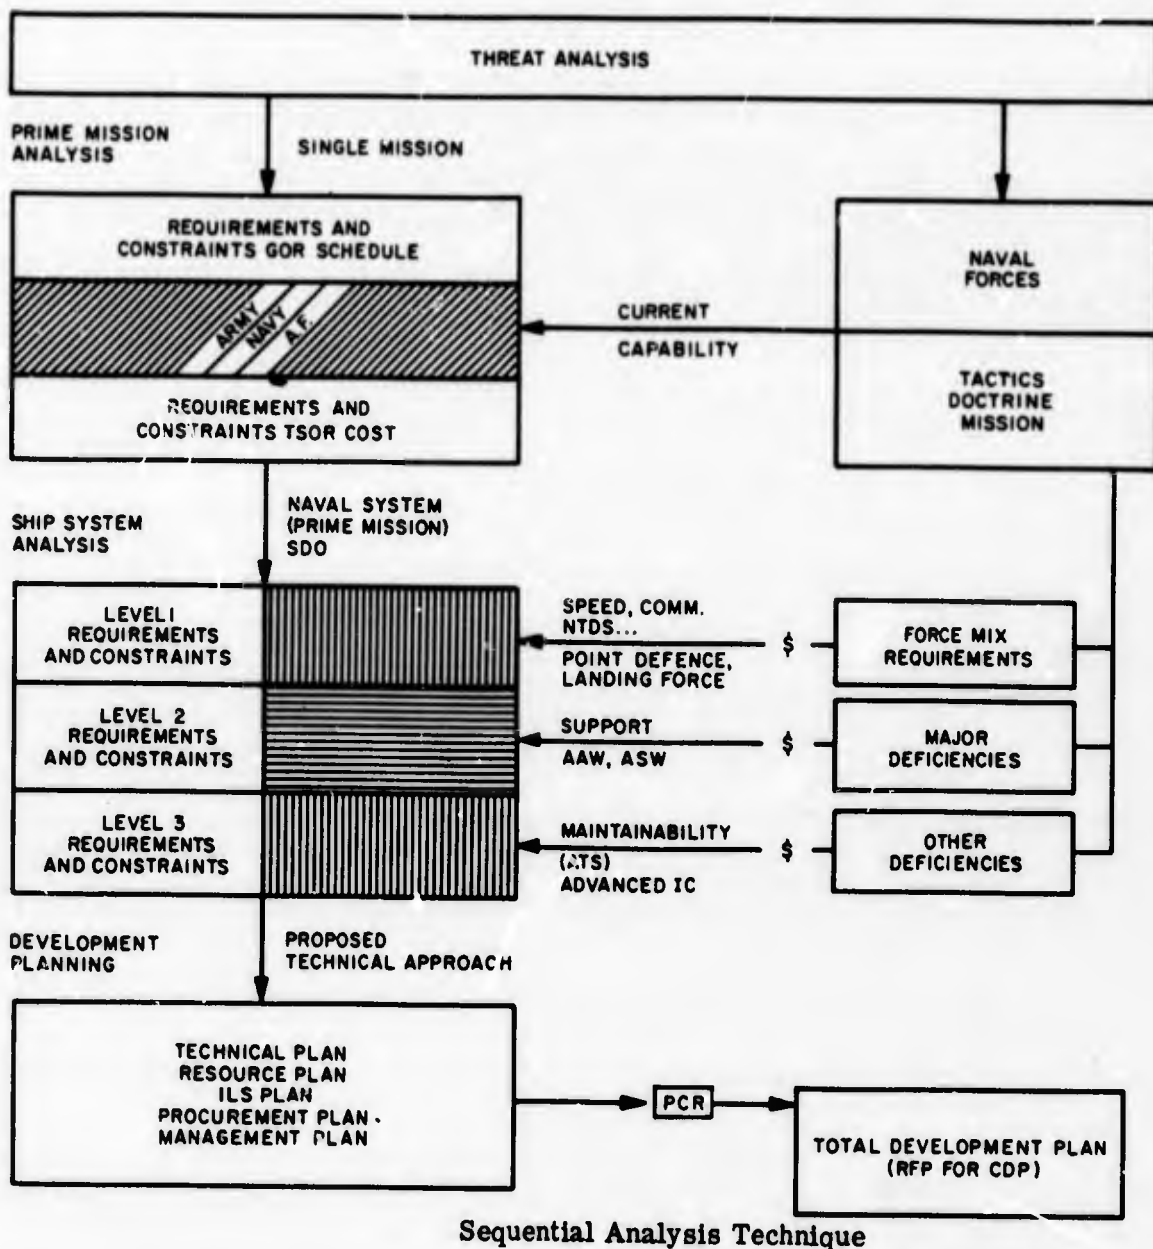 THREAT ANALYSIS
PRIME MISSION
ANALYSIS
SINGLE MISSION
REQUIREMENTS AND
CONSTRAINTS GOR SCHEDULE
ARMY
NAVY
A.F.
REQUIREMENTS AND
CONSTRAINTS TSOR COST
CURRENT
CAPABILITY
NAVAL
FORCES
TACTICS
DOCTRINE
MISSION
SHIP SYSTEM
ANALYSIS
NAVAL SYSTEM
(PRIME MISSION)
SDO
LEVEL 1
REQUIREMENTS
AND CONSTRAINTS
SPEED, COMM.
NTDS...
POINT DEFENCE,
LANDING FORCE
$
FORCE MIX
REQUIREMENTS
LEVEL 2
REQUIREMENTS
AND CONSTRAINTS
SUPPORT
AAW, ASW
$
MAJOR
DEFICIENCIES
LEVEL 3
REQUIREMENTS
AND CONSTRAINTS
MAINTAINABILITY
(ATS)
ADVANCED IC
$
OTHER
DEFICIENCIES
DEVELOPMENT
PLANNING
PROPOSED
TECHNICAL APPROACH
TECHNICAL PLAN
RESOURCE PLAN
ILS PLAN
PROCUREMENT PLAN
MANAGEMENT PLAN
PCR
TOTAL DEVELOPMENT PLAN
(RFP FOR CDP)
Sequential Analysis Technique